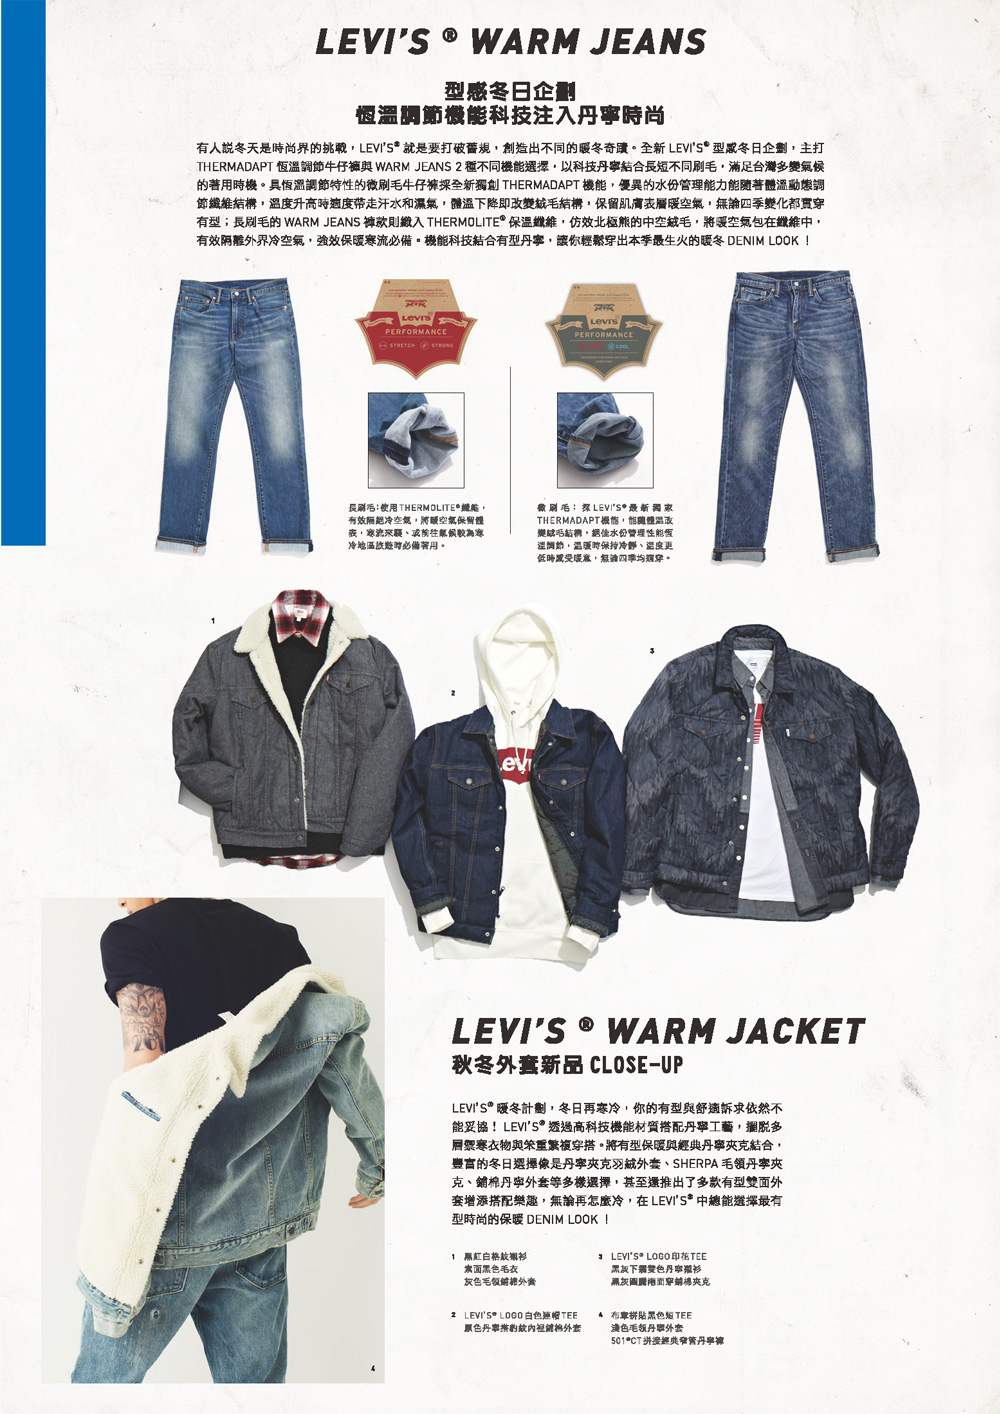 LEVI'S ® WARM JEANS
型感冬日企劃
恆溫調節機能科技注入丹寧時尚
有人說冬天是時尚界的挑戰，LEVI'S® 就是要打破舊規，創造出不同的暖冬奇蹟。全新 LEVI'S® 型感冬日企劃，主打
THERMADAPT 恆溫調節牛仔褲與 WARM JEANS 2 種不同機能選擇，以科技丹寧結合長短不同刷毛，滿足台灣多變氣候
的著用時機。具恆溫調節特性的微刷毛牛仔褲採全新獨創 THERMADAPT 機能，優異的水份管理能力能隨著體溫動態調
節纖維結構，溫度升高時適度帶走汗水和濕氣，體溫下降即改變絨毛結構，保留肌膚表層暖空氣，無論四季變化都實穿
有型；長刷毛的 WARM JEANS 褲款則織入 THERMOLITE® 保溫纖維，仿效北極熊的中空絨毛，將暖空氣包在纖維中，
有效隔離外界冷空氣，強效保暖寒流必備。機能科技結合有型丹寧，讓你輕鬆穿出本季最生火的暖冬 DENIM LOOK ！
LEVI'S
PERFORMANCE
STRETCH STRONG
LEVI'S
PERFORMANCE
COOL
長刷毛：使用THERMOLITE®纖維，
有效隔絕冷空氣，將暖空氣保留體
表，寒流來襲、或前往氣候較為寒
冷地區旅遊時必備著用。
微刷毛：採LEVI'S®最新獨家
THERMADAPT機能，能隨體溫改
變絨毛結構，絕佳水份管理性能恆
溫調節，溫暖時保持冷靜、溫度更
低時感受暖意，無論四季均適穿。
1
2
3
Levi
LEVI'S ® WARM JACKET
秋冬外套新品 CLOSE-UP
LEVI'S® 暖冬計劃，冬日再寒冷，你的有型與舒適訴求依然不
能妥協！ LEVI'S® 透過高科技機能材質搭配丹寧工藝，擺脫多
層禦寒衣物與笨重繁複穿搭。將有型保暖與經典丹寧夾克結合，
豐富的冬日選擇像是丹寧夾克羽絨外套、SHERPA 毛領丹寧夾
克、鋪棉丹寧外套等多樣選擇，甚至還推出了多款有型雙面外
套增添搭配樂趣，無論再怎麼冷，在 LEVI'S® 中總能選擇最有
型時尚的保暖 DENIM LOOK ！
1 黑紅白格紋襯衫
素面黑色毛衣
灰色毛領鋪棉外套
2 LEVI'S® LOGO 白色連帽 TEE
原色丹寧搭豹紋內裡鋪棉外套
3 LEVI'S® LOGO 印花 TEE
黑灰下襬雙色丹寧襯衫
黑灰圖騰兩面穿鋪棉夾克
4 布章拼貼黑色短 TEE
淺色毛領丹寧外套
501®CT 拼接經典窄管丹寧褲
4